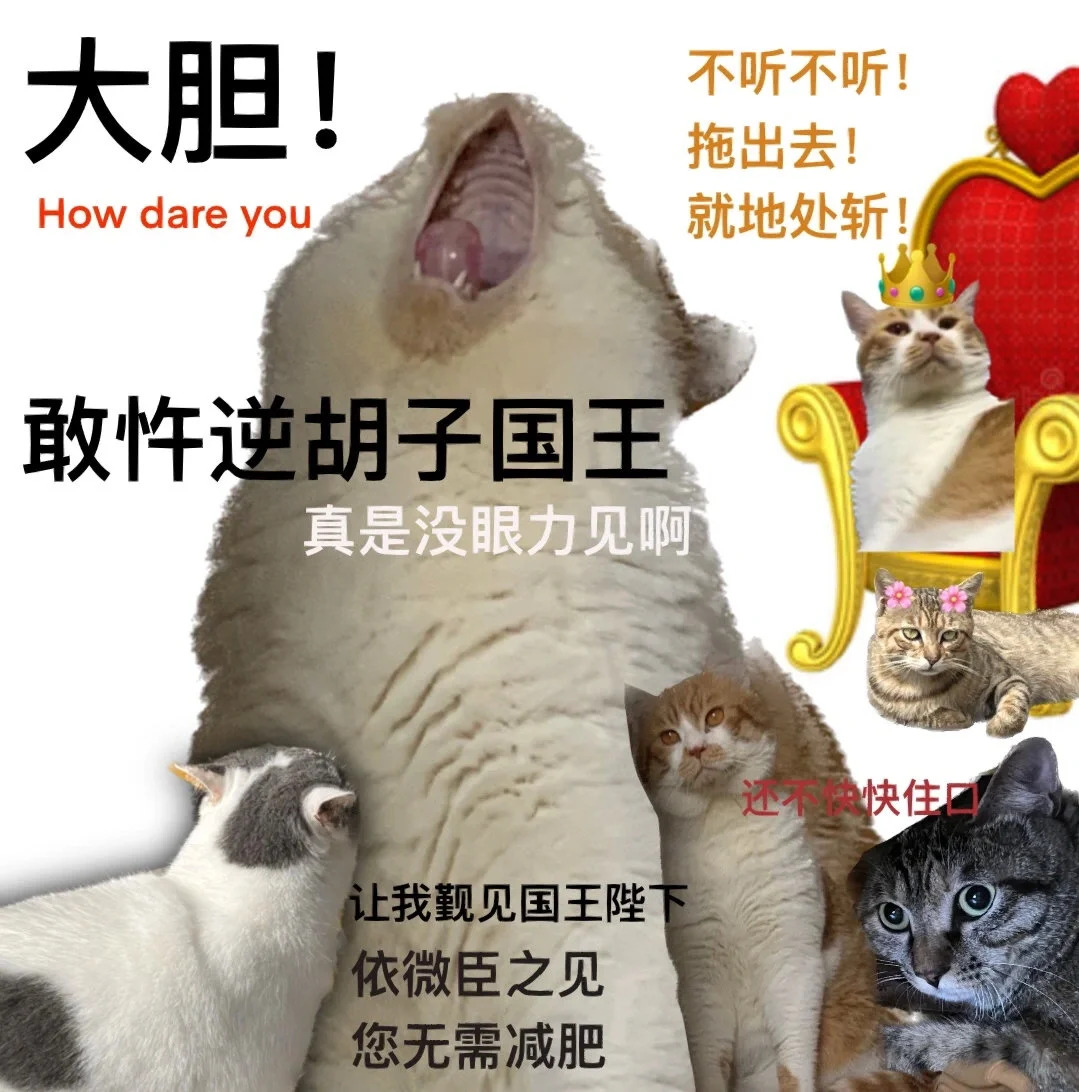 大胆！
How dare you
不听不听！
拖出去！
就地处斩！
敢忤逆胡子国王
真是没眼力见啊
还不快快住口
让我觐见国王陛下
依微臣之见
您无需减肥